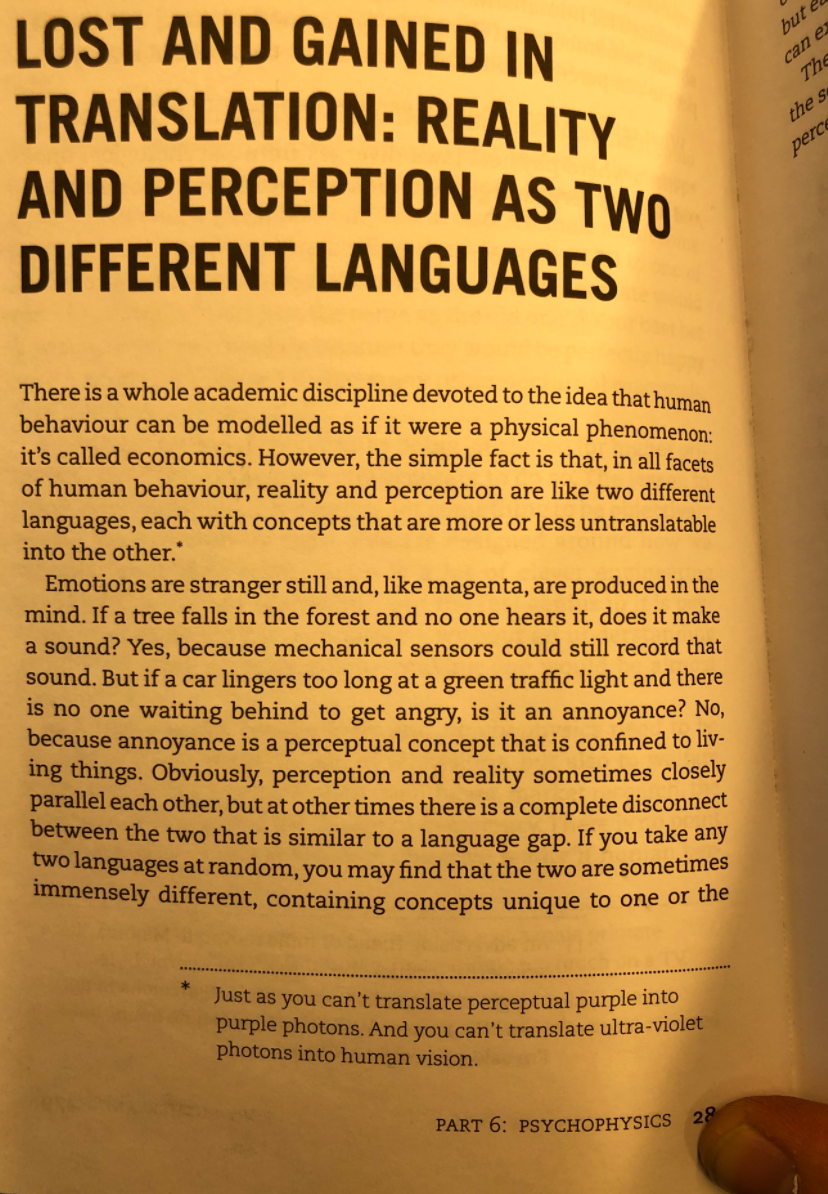 LOST AND GAINED IN
TRANSLATION: REALITY
AND PERCEPTION AS TWO
DIFFERENT LANGUAGES
There is a whole academic discipline devoted to the idea that human
behaviour can be modelled as if it were a physical phenomenon:
it's called economics. However, the simple fact is that, in all facets
of human behaviour, reality and perception are like two different
languages, each with concepts that are more or less untranslatable
into the other.*
Emotions are stranger still and, like magenta, are produced in the
mind. If a tree falls in the forest and no one hears it, does it make
a sound? Yes, because mechanical sensors could still record that
sound. But if a car lingers too long at a green traffic light and there
is no one waiting behind to get angry, is it an annoyance? No,
because annoyance is a perceptual concept that is confined to liv-
ing things. Obviously, perception and reality sometimes closely
parallel each other, but at other times there is a complete disconnect
between the two that is similar to a language gap. If you take any
two languages at random, you may find that the two are sometimes
immensely different, containing concepts unique to one or the
* Just as you can't translate perceptual purple into
purple photons. And you can't translate ultra-violet
photons into human vision.
PART 6: PSYCHOPHYSICS
but
can
The
the